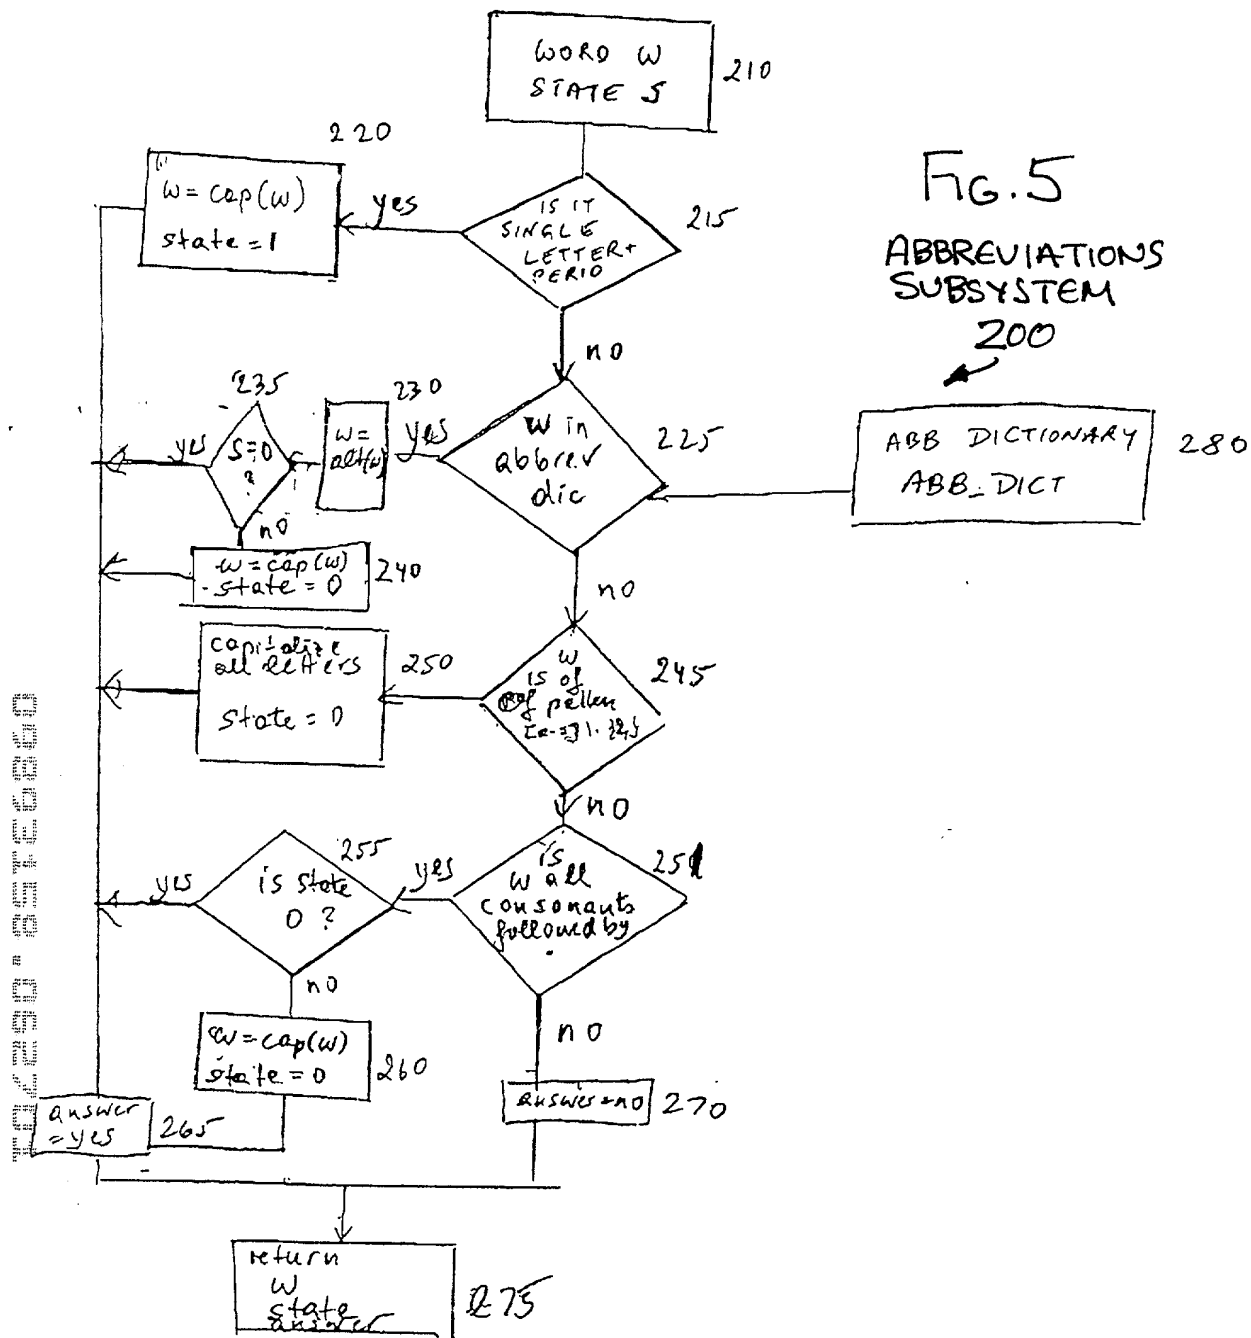 WORD W
STATE S
210
220
W = cap(W)
state = 1
yes
IS IT
SINGLE
LETTER +
PERIO
215
FIG. 5
ABBREVIATIONS
SUBSYSTEM
200
no
235
S=0
?
yes
no
230
W =
alt(w)
yes
W in
abbrev
dic
225
ABB DICTIONARY
ABB_DICT
280
W = cap(W)
state = 0
240
no
capitalize
all letters
state = 0
250
W
is of
245
no
255
is state
0 ?
yes
yes
is
W all
consonants
followed by
.
251
no
W = cap(W)
state = 0
260
no
answer
= yes
265
answer = no
270
return
W
state
answer
275